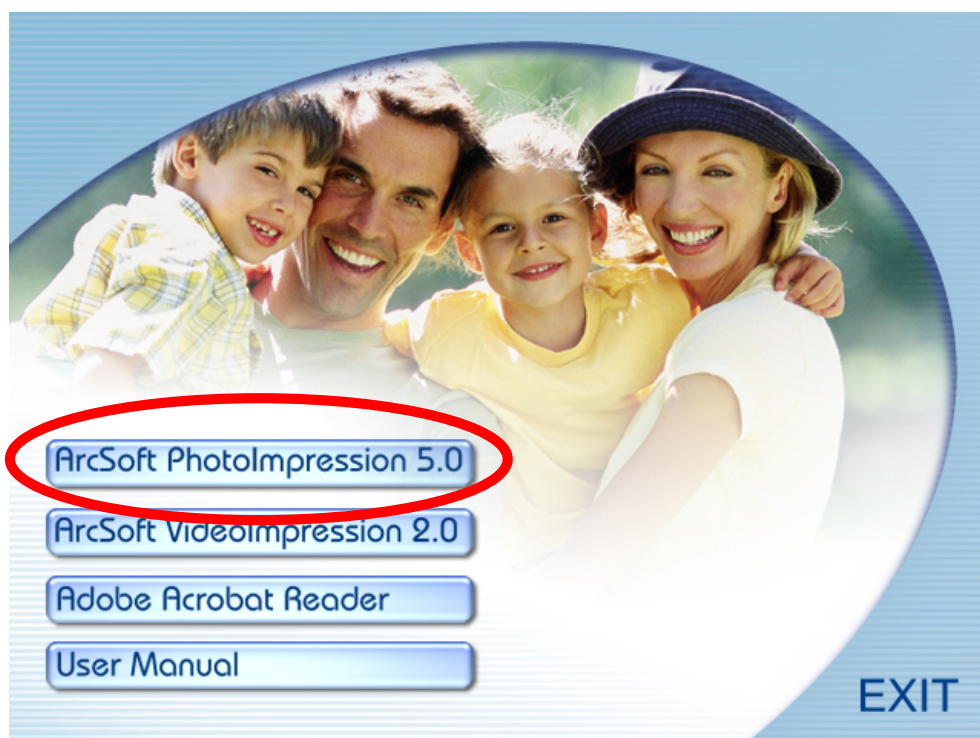 ArcSoft PhotoImpression 5.0
ArcSoft VideoImpression 2.0
Adobe Acrobat Reader
User Manual
EXIT